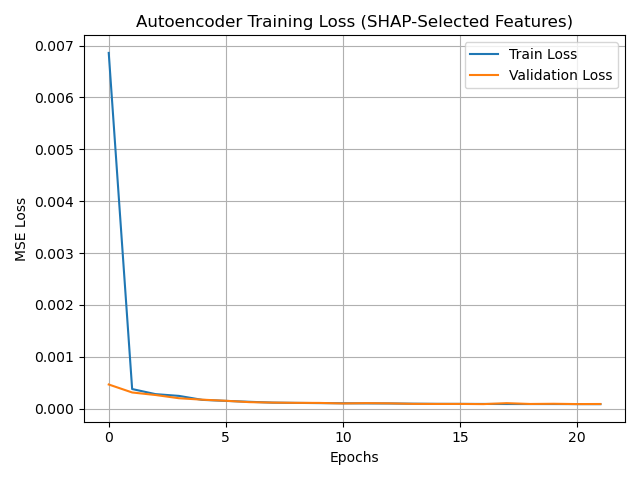 Autoencoder Training Loss (SHAP-Selected Features)
Train Loss
Validation Loss
0.007
0.006
0.005
0.004
0.003
0.002
0.001
0.000
MSE Loss
0 5 10 15 20
Epochs